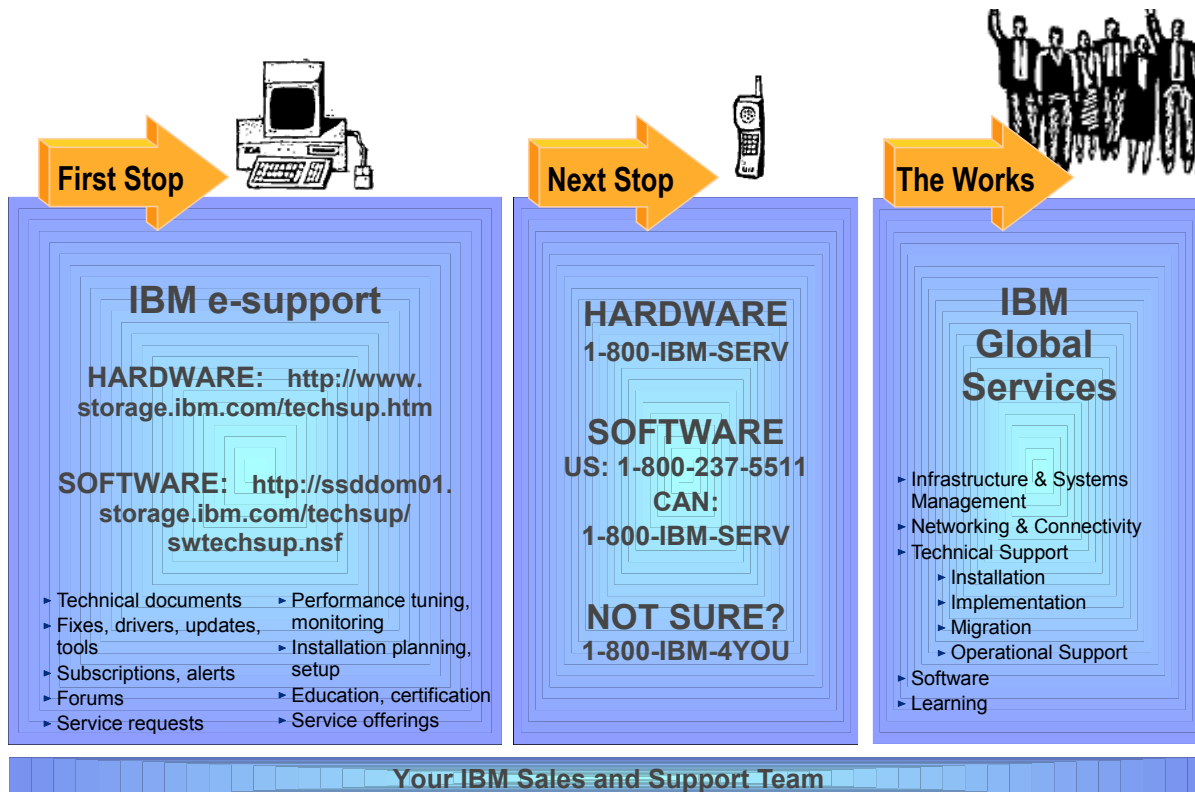 First Stop
IBM e-support
HARDWARE: http://www.
storage.ibm.com/techsup.htm
SOFTWARE: http://ssddom01.
storage.ibm.com/techsup/
swtechsup.nsf
► Technical documents
► Fixes, drivers, updates,
tools
► Subscriptions, alerts
► Forums
► Service requests
► Performance tuning,
monitoring
► Installation planning,
setup
► Education, certification
► Service offerings
Next Stop
HARDWARE
1-800-IBM-SERV
SOFTWARE
US: 1-800-237-5511
CAN:
1-800-IBM-SERV
NOT SURE?
1-800-IBM-4YOU
The Works
IBM
Global
Services
► Infrastructure & Systems
Management
► Networking & Connectivity
► Technical Support
► Installation
► Implementation
► Migration
► Operational Support
► Software
► Learning
Your IBM Sales and Support Team